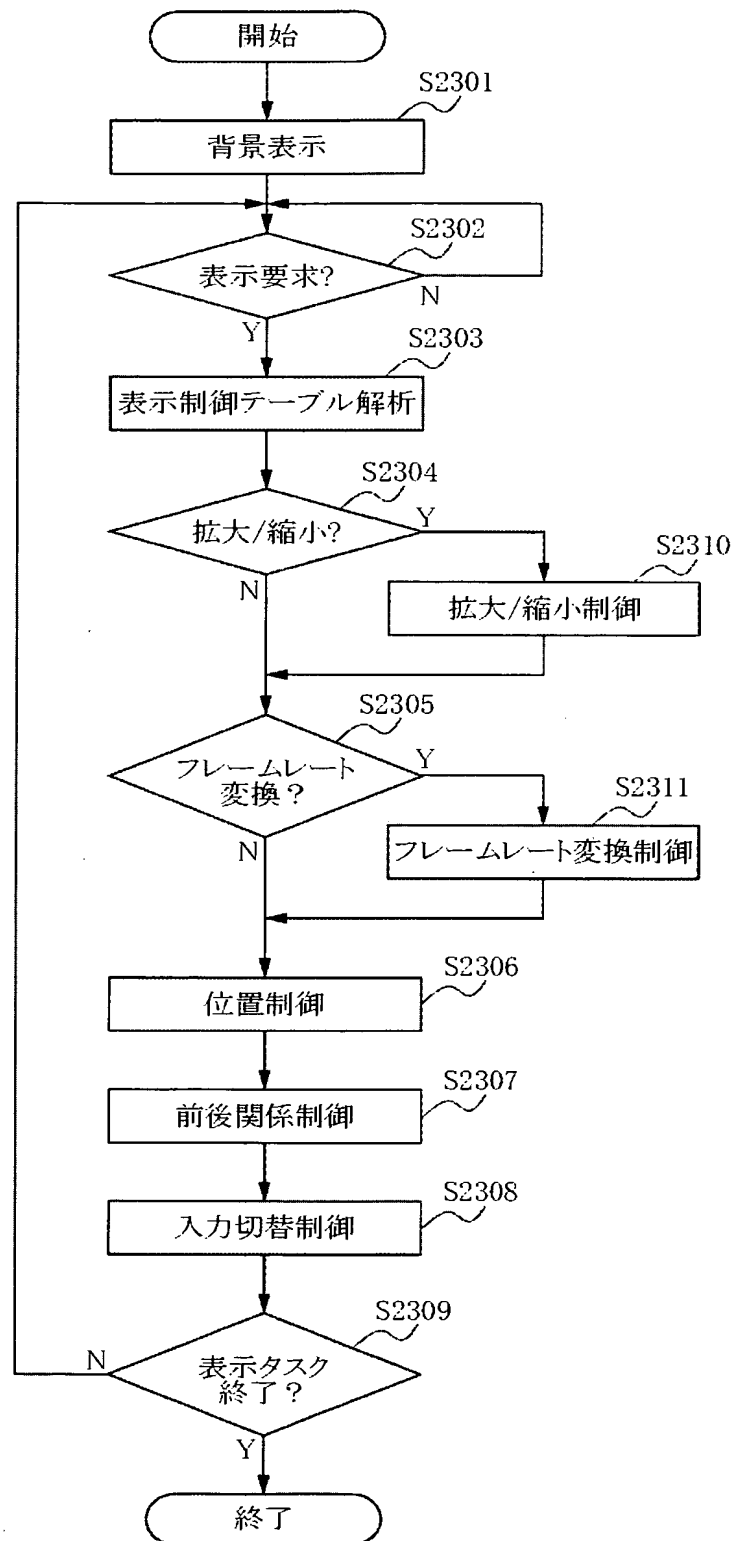 開始
S2301
背景表示
S2302
表示要求?
N
Y
S2303
表示制御テーブル解析
S2304
拡大/縮小?
Y
N
S2310
拡大/縮小制御
S2305
フレームレート
変換?
Y
N
S2311
フレームレート変換制御
S2306
位置制御
S2307
前後関係制御
S2308
入力切替制御
S2309
表示タスク
終了?
N
Y
終了